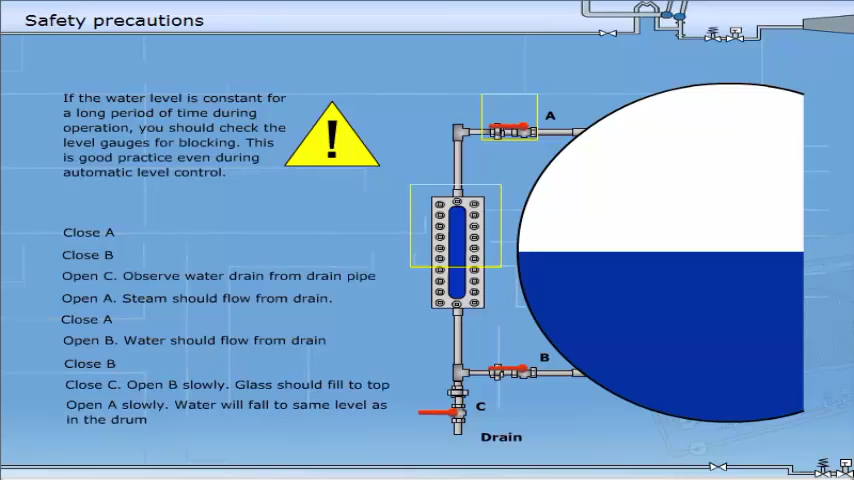 Safety precautions
If the water level is constant for
a long period of time during
operation, you should check the
level gauges for blocking. This
is good practice even during
automatic level control.
!
Close A
Close B
Open C. Observe water drain from drain pipe
Open A. Steam should flow from drain.
Close A
Open B. Water should flow from drain
Close B
Close C. Open B slowly. Glass should fill to top
Open A slowly. Water will fall to same level as
in the drum
A
B
C
Drain